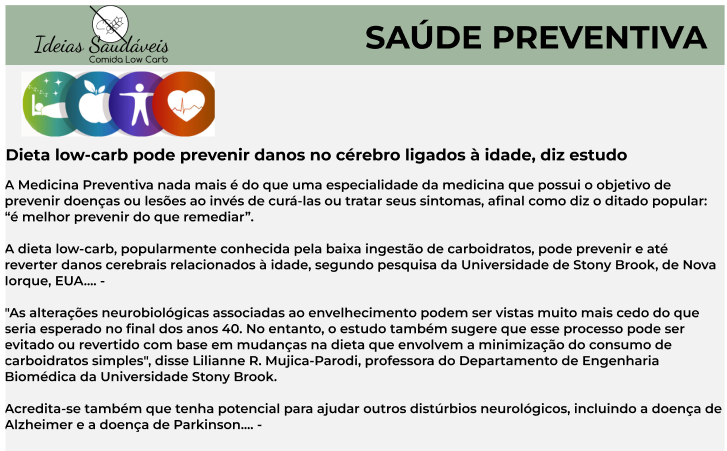 Ideias Saudáveis
Comida Low Carb
SAÚDE PREVENTIVA
Dieta low-carb pode prevenir danos no cérebro ligados à idade, diz estudo
A Medicina Preventiva nada mais é do que uma especialidade da medicina que possui o objetivo de
prevenir doenças ou lesões ao invés de curá-las ou tratar seus sintomas, afinal como diz o ditado popular:
“é melhor prevenir do que remediar”.
A dieta low-carb, popularmente conhecida pela baixa ingestão de carboidratos, pode prevenir e até
reverter danos cerebrais relacionados à idade, segundo pesquisa da Universidade de Stony Brook, de Nova
Iorque, EUA.... -
"As alterações neurobiológicas associadas ao envelhecimento podem ser vistas muito mais cedo do que
seria esperado no final dos anos 40. No entanto, o estudo também sugere que esse processo pode ser
evitado ou revertido com base em mudanças na dieta que envolvem a minimização do consumo de
carboidratos simples", disse Lilianne R. Mujica-Parodi, professora do Departamento de Engenharia
Biomédica da Universidade Stony Brook.
Acredita-se também que tenha potencial para ajudar outros distúrbios neurológicos, incluindo a doença de
Alzheimer e a doença de Parkinson.... -